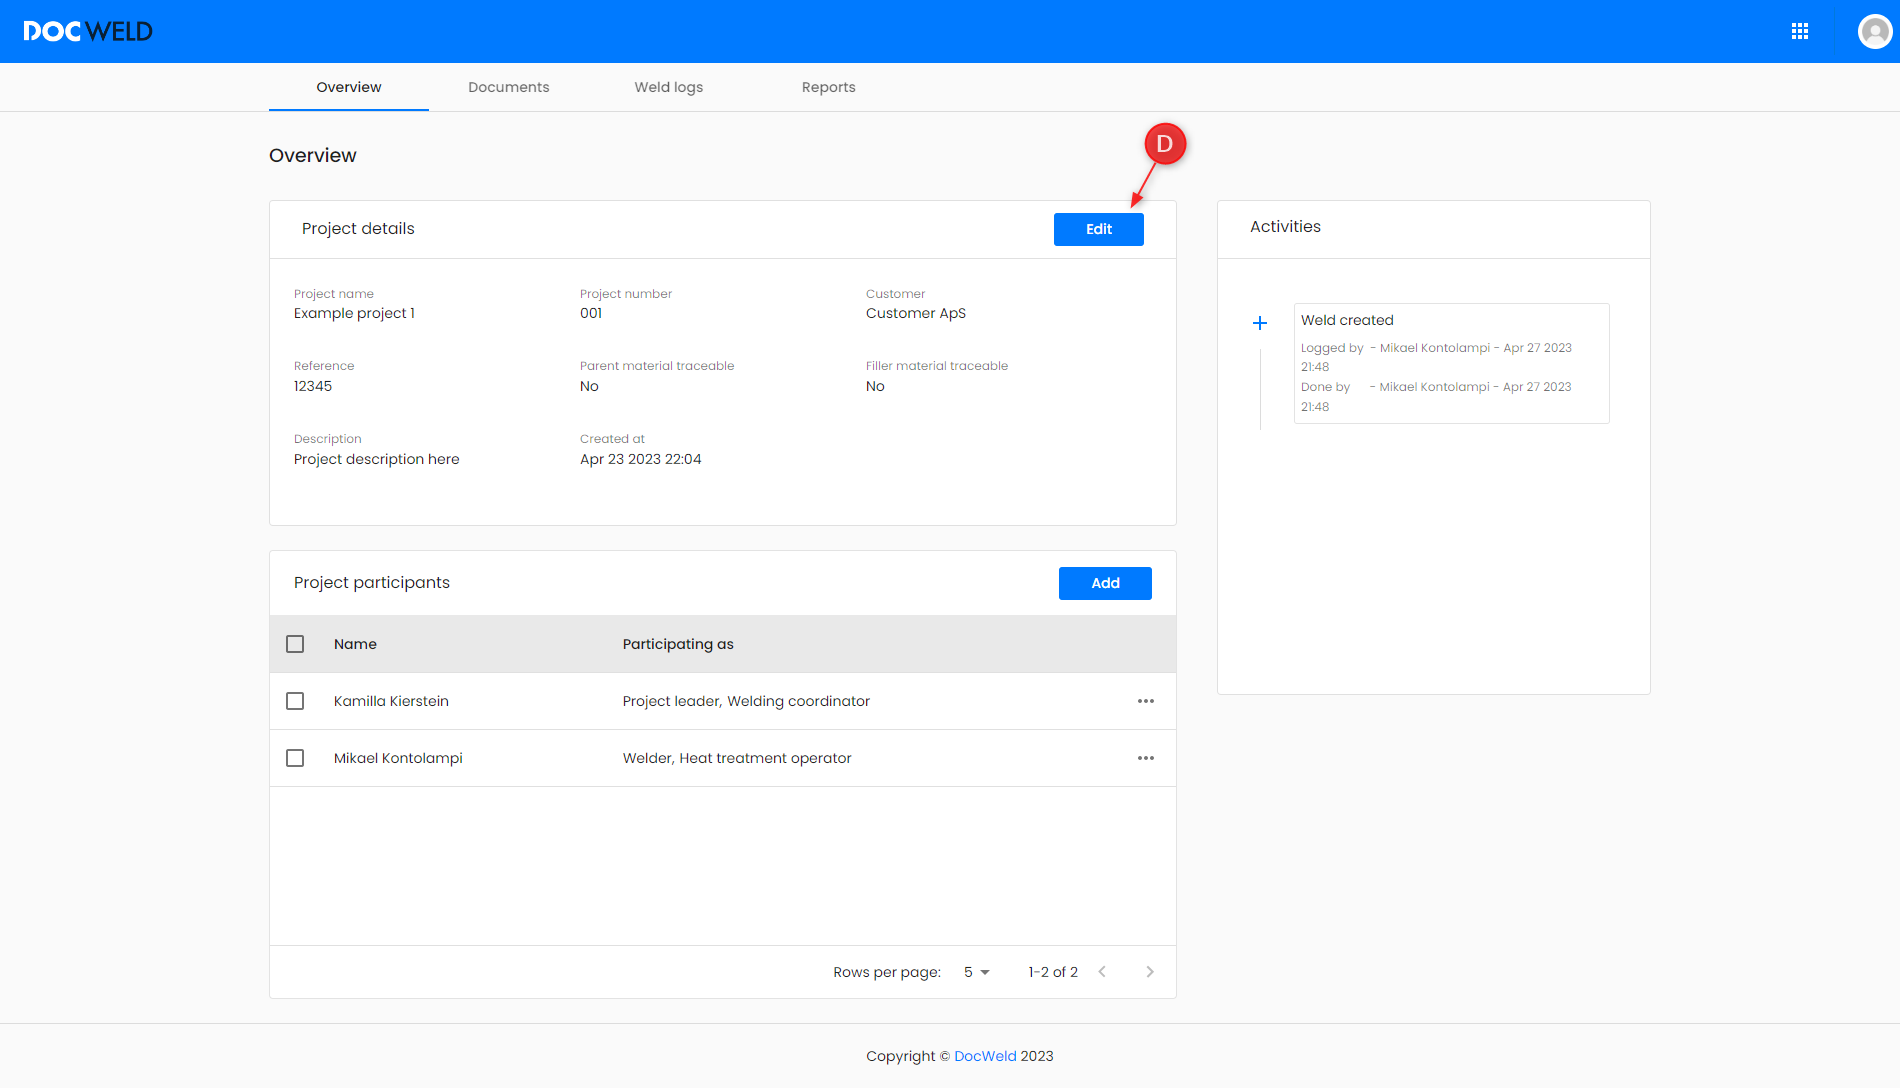 DOCWELD
Overview Documents Weld logs Reports
Overview
D
Project details Edit
Project name Project number Customer
Example project 1 001 Customer ApS
Reference Parent material traceable Filler material traceable
12345 No No
Description Created at
Project description here Apr 23 2023 22:04
Activities
Weld created
Logged by - Mikael Kontolampi - Apr 27 2023
21:48
Done by - Mikael Kontolampi - Apr 27 2023
21:48
Project participants Add
Name Participating as
Kamilla Kierstein Project leader, Welding coordinator
Mikael Kontolampi Welder, Heat treatment operator
Rows per page: 5 1-2 of 2
Copyright © DocWeld 2023